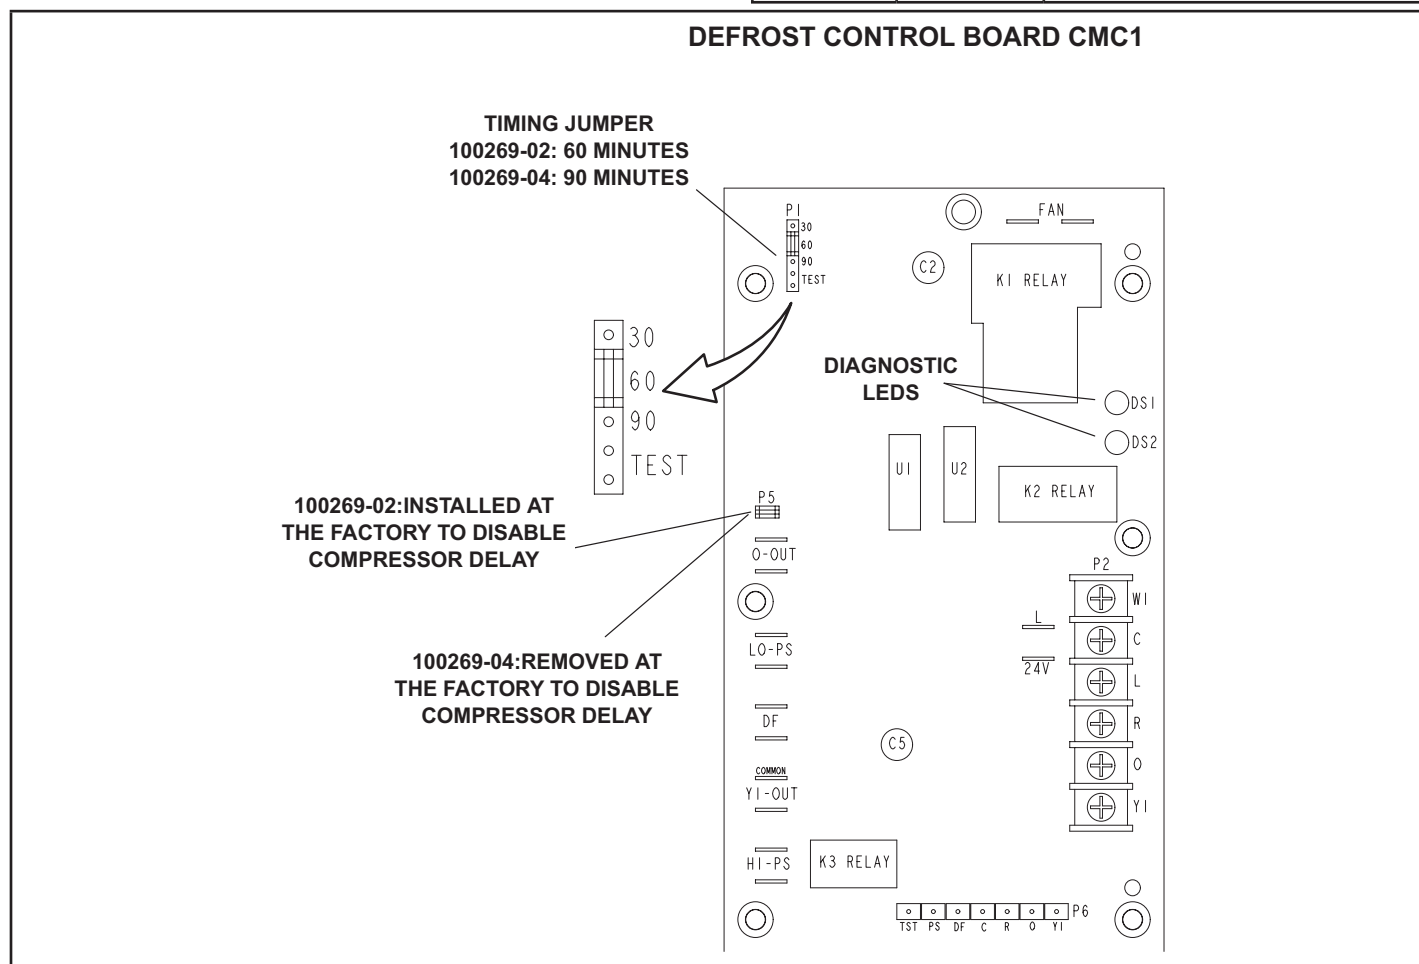 DEFROST CONTROL BOARD CMC1
TIMING JUMPER
100269-02: 60 MINUTES
100269-04: 90 MINUTES
P1
30
60
90
TEST
FAN
C2
K1 RELAY
30
60
90
TEST
DIAGNOSTIC
LEDS
DS1
DS2
U1
U2
K2 RELAY
100269-02:INSTALLED AT
THE FACTORY TO DISABLE
COMPRESSOR DELAY
P5
O-OUT
P2
W1
C
L
R
O
Y1
L
24V
LO-PS
100269-04:REMOVED AT
THE FACTORY TO DISABLE
COMPRESSOR DELAY
DF
C5
COMMON
Y1-OUT
HI-PS
K3 RELAY
P6
TST PS DF C R O Y1